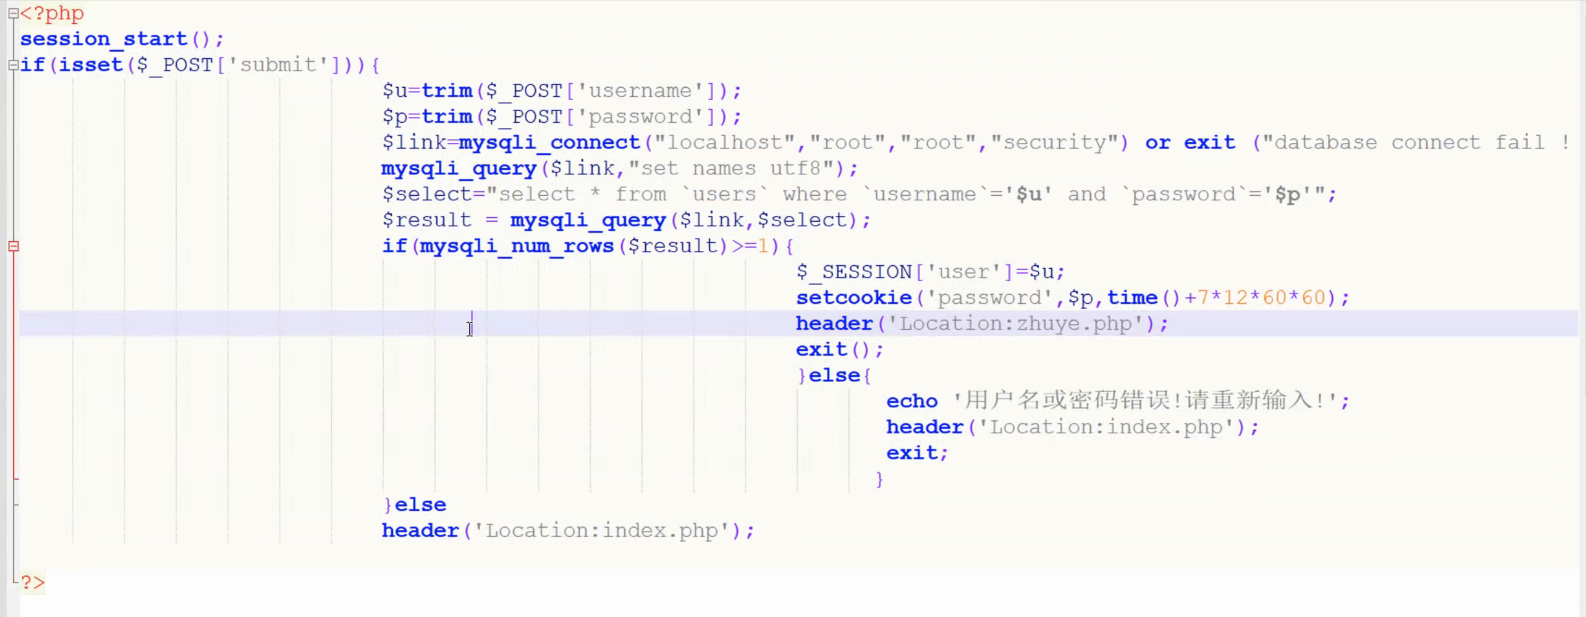 <?php
session_start();
if(isset($_POST['submit'])){
$u=trim($_POST['username']);
$p=trim($_POST['password']);
$link=mysqli_connect("localhost","root","root","security") or exit ("database connect fail !
mysqli_query($link,"set names utf8");
$select="select * from `users` where `username`='$u' and `password`='$p'";
$result = mysqli_query($link,$select);
if(mysqli_num_rows($result)>=1){
$_SESSION['user']=$u;
setcookie('password',$p,time()+7*12*60*60);
header('Location:zhuye.php');
exit();
}else{
echo '用户名或密码错误!请重新输入!';
header('Location:index.php');
exit;
}
}else
header('Location:index.php');
?>